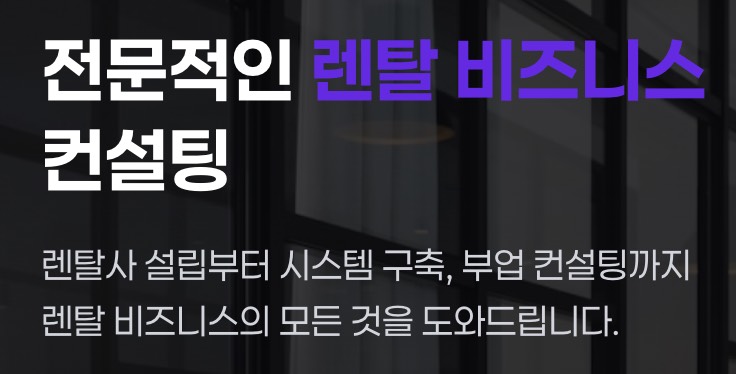 전문적인 렌탈 비즈니스
컨설팅
렌탈사 설립부터 시스템 구축, 부업 컨설팅까지
렌탈 비즈니스의 모든 것을 도와드립니다.